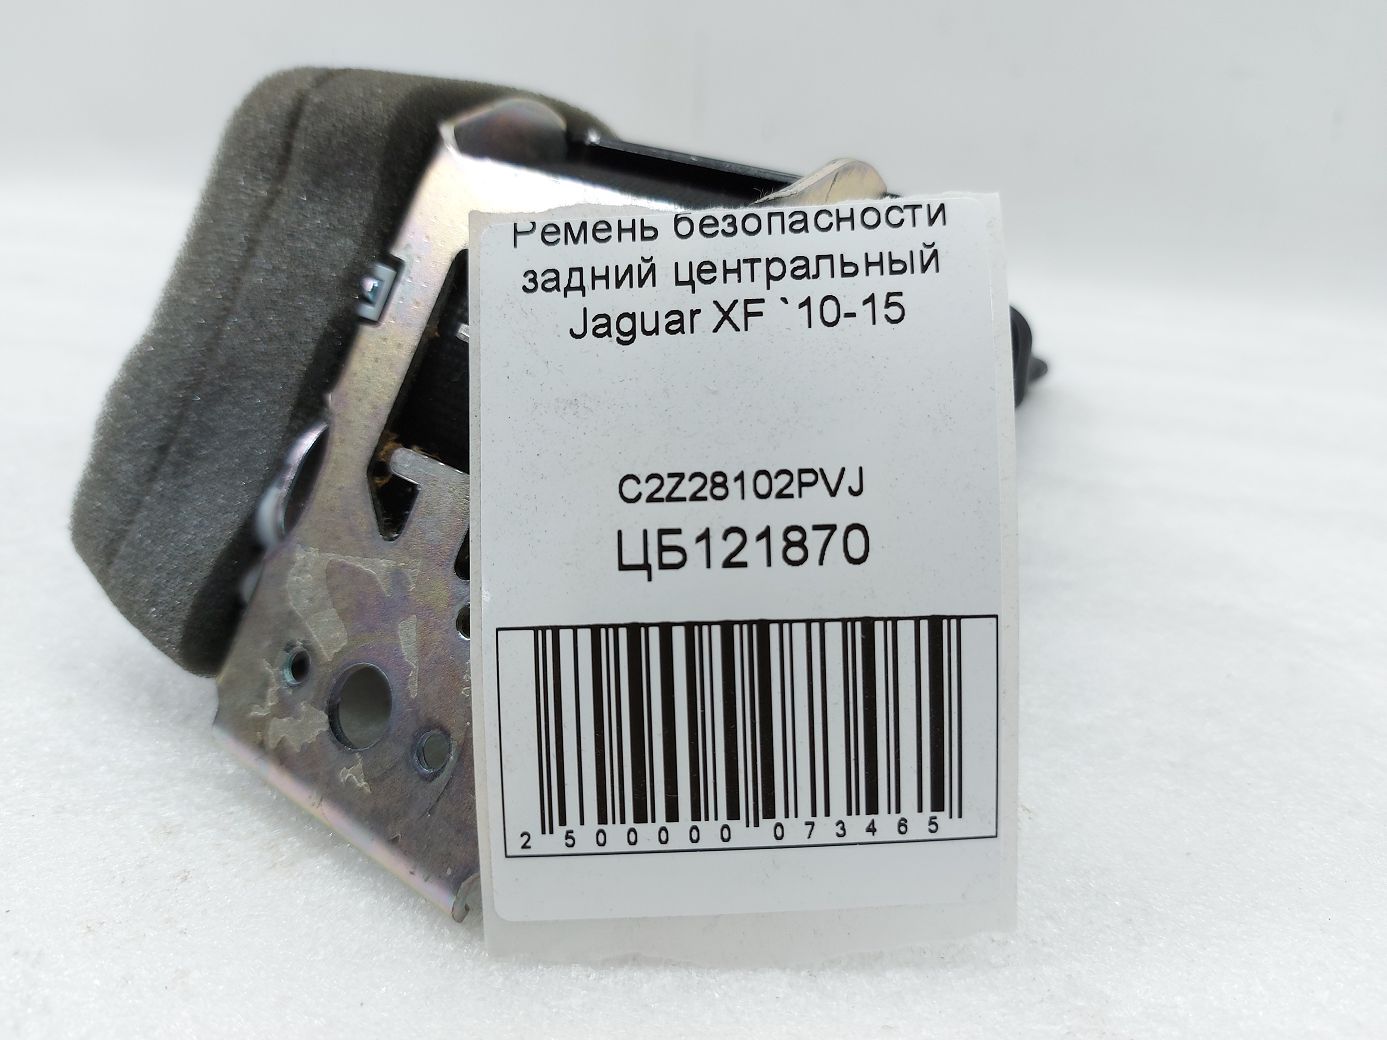 Ремень безопасности
задний центральный
Jaguar XF `10-15
C2Z28102PVJ
ЦБ121870
2 500000 073465